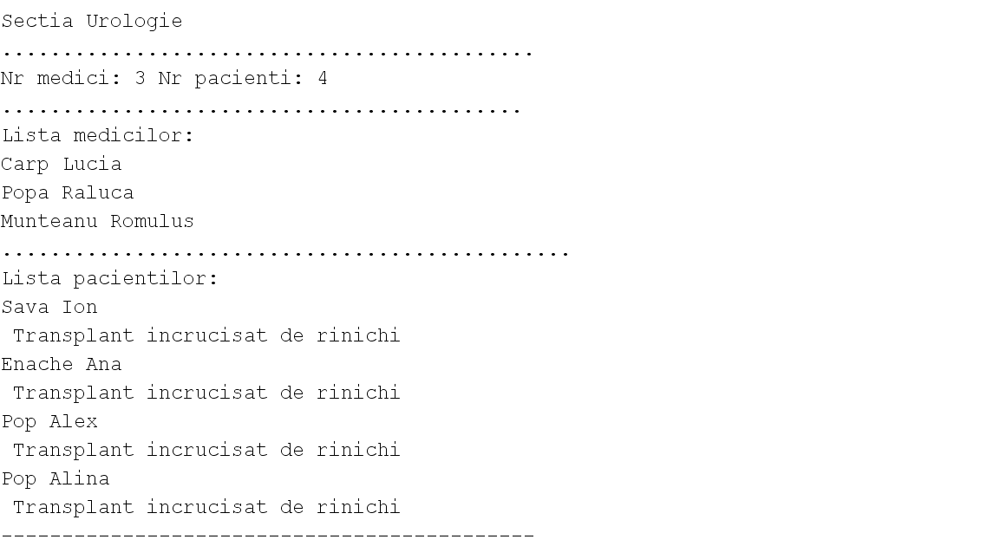 Sectia Urologie
............................................
Nr medici: 3 Nr pacienti: 4
...........................................
Lista medicilor:
Carp Lucia
Popa Raluca
Munteanu Romulus
...............................................
Lista pacientilor:
Sava Ion
 Transplant incrucisat de rinichi
Enache Ana
 Transplant incrucisat de rinichi
Pop Alex
 Transplant incrucisat de rinichi
Pop Alina
 Transplant incrucisat de rinichi
--------------------------------------------